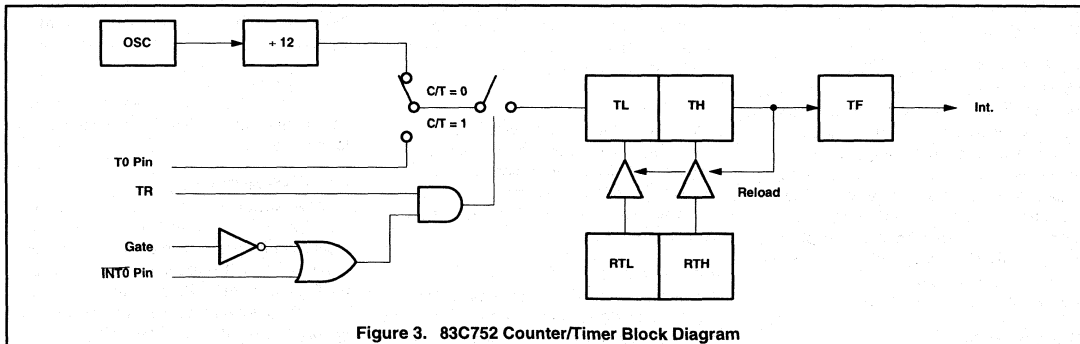 OSC
÷ 12
C/T = 0
C/T = 1
TL
TH
TF
Int.
T0 Pin
TR
Reload
Gate
INT0 Pin
RTL
RTH
Figure 3. 83C752 Counter/Timer Block Diagram